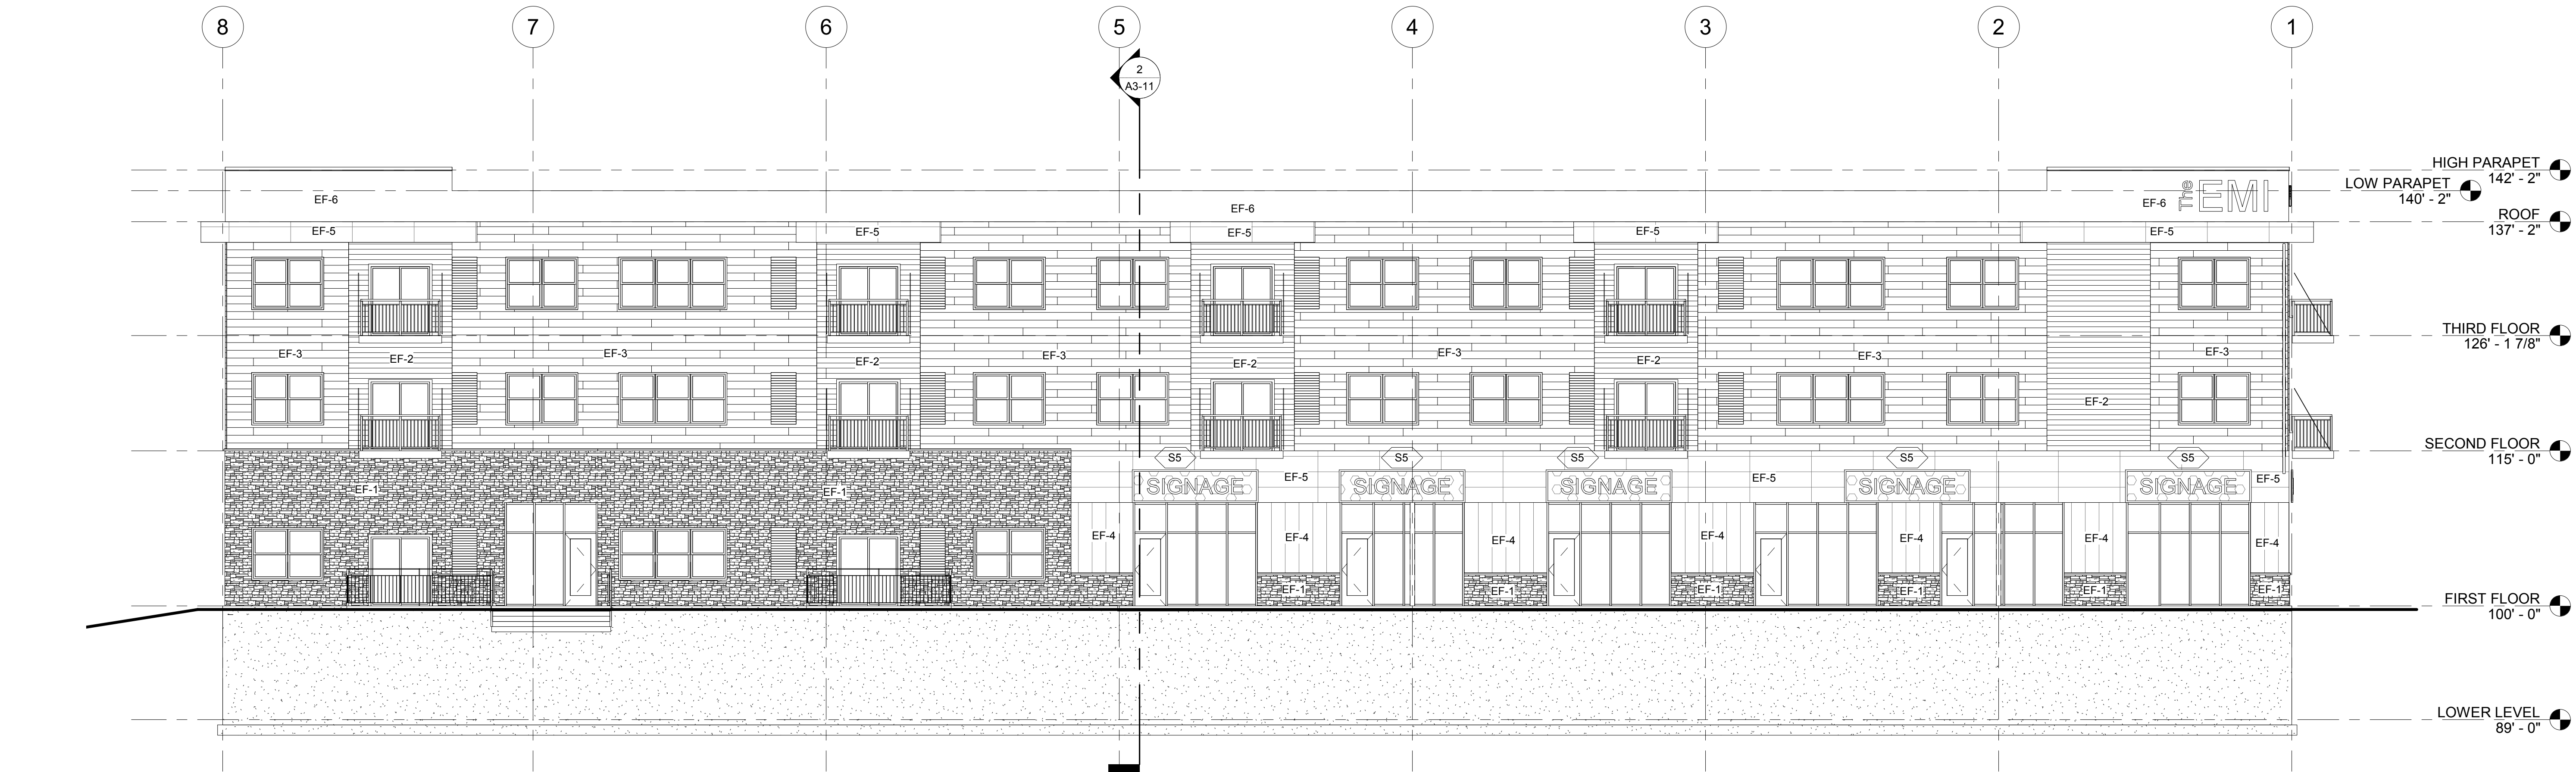 8 7 6 5 4 3 2 1
2
A3-11
HIGH PARAPET
142' - 2"
LOW PARAPET
140' - 2"
EF-6 EF-6 EF-6 The EMI
ROOF
137' - 2"
EF-5 EF-5 EF-5 EF-5 EF-5
THIRD FLOOR
126' - 1 7/8"
EF-3 EF-2 EF-3 EF-2 EF-3 EF-2 EF-3 EF-2 EF-3 EF-2 EF-3
SECOND FLOOR
115' - 0"
S5 S5 S5 S5 S5
EF-5 EF-5 EF-5
EF-1 EF-1 SIGNAGE SIGNAGE SIGNAGE SIGNAGE SIGNAGE
EF-4 EF-4 EF-4 EF-4 EF-4 EF-4 EF-4
EF-1 EF-1 EF-1 EF-1 EF-1 EF-1
FIRST FLOOR
100' - 0"
LOWER LEVEL
89' - 0"